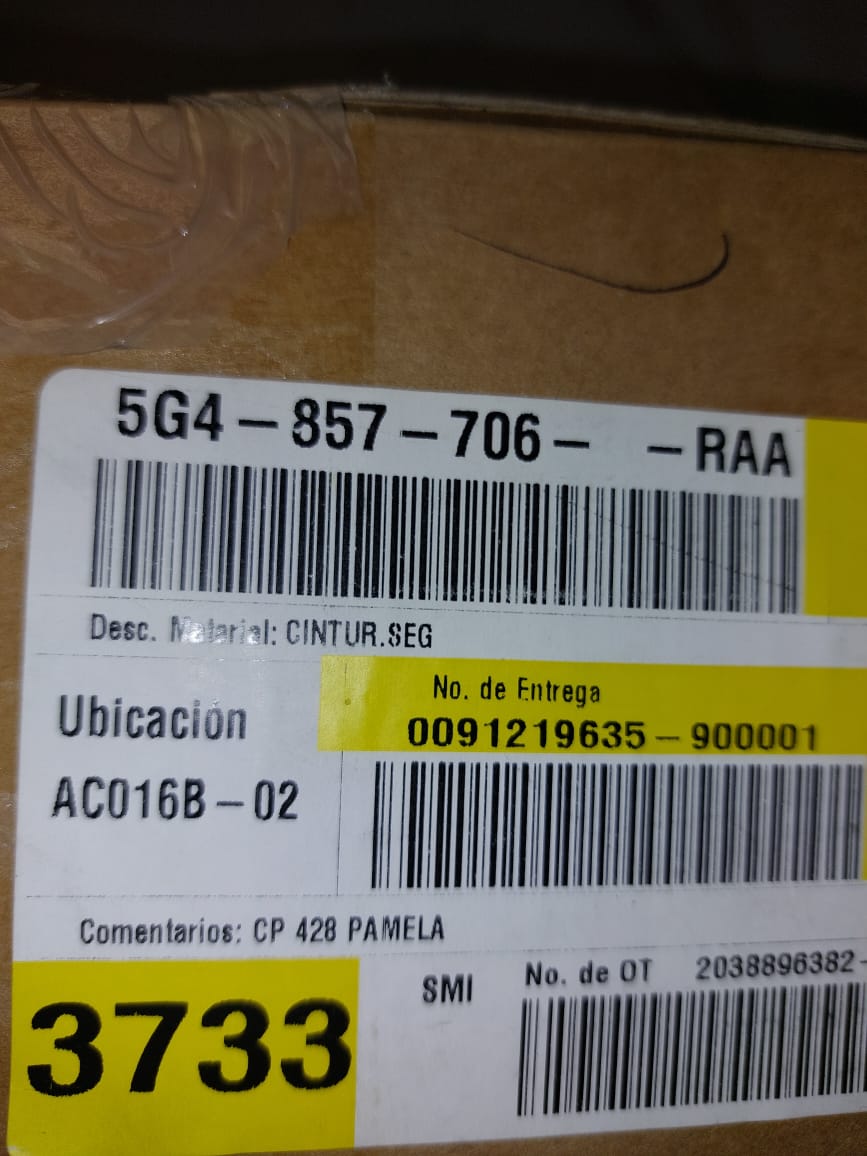 5G4-857-706- -RAA
Desc. Material: CINTUR.SEG
No. de Entrega
0091219635-900001
Ubicación
AC016B-02
Comentarios: CP 428 PAMELA
3733
SMI
No. de OT 2038896382-